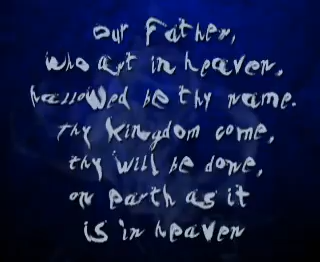 our Father,
who art in heaven,
hallowed be thy name.
Thy kingdom come,
thy will be done,
on earth as it
is in heaven